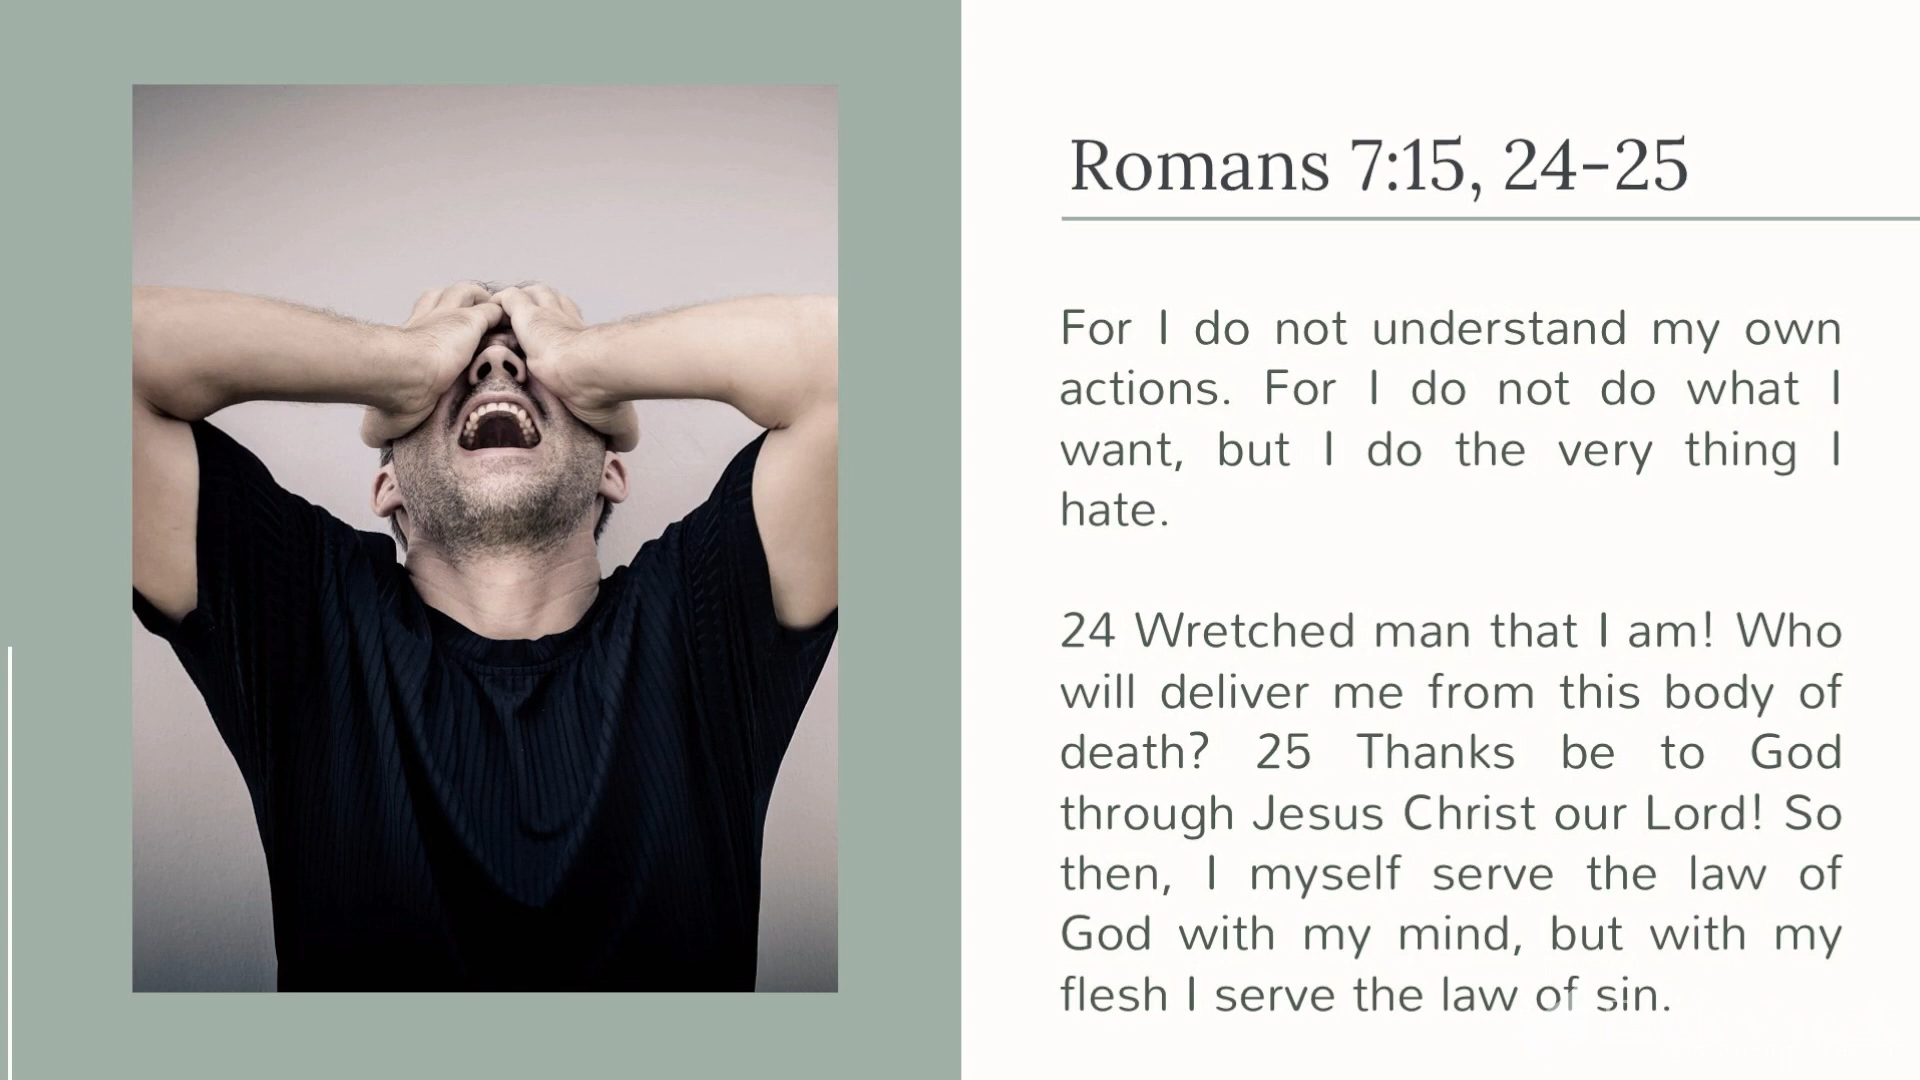 Romans 7:15, 24-25
For I do not understand my own
actions. For I do not do what I
want, but I do the very thing I
hate.
24 Wretched man that I am! Who
will deliver me from this body of
death? 25 Thanks be to God
through Jesus Christ our Lord! So
then, I myself serve the law of
God with my mind, but with my
flesh I serve the law of sin.